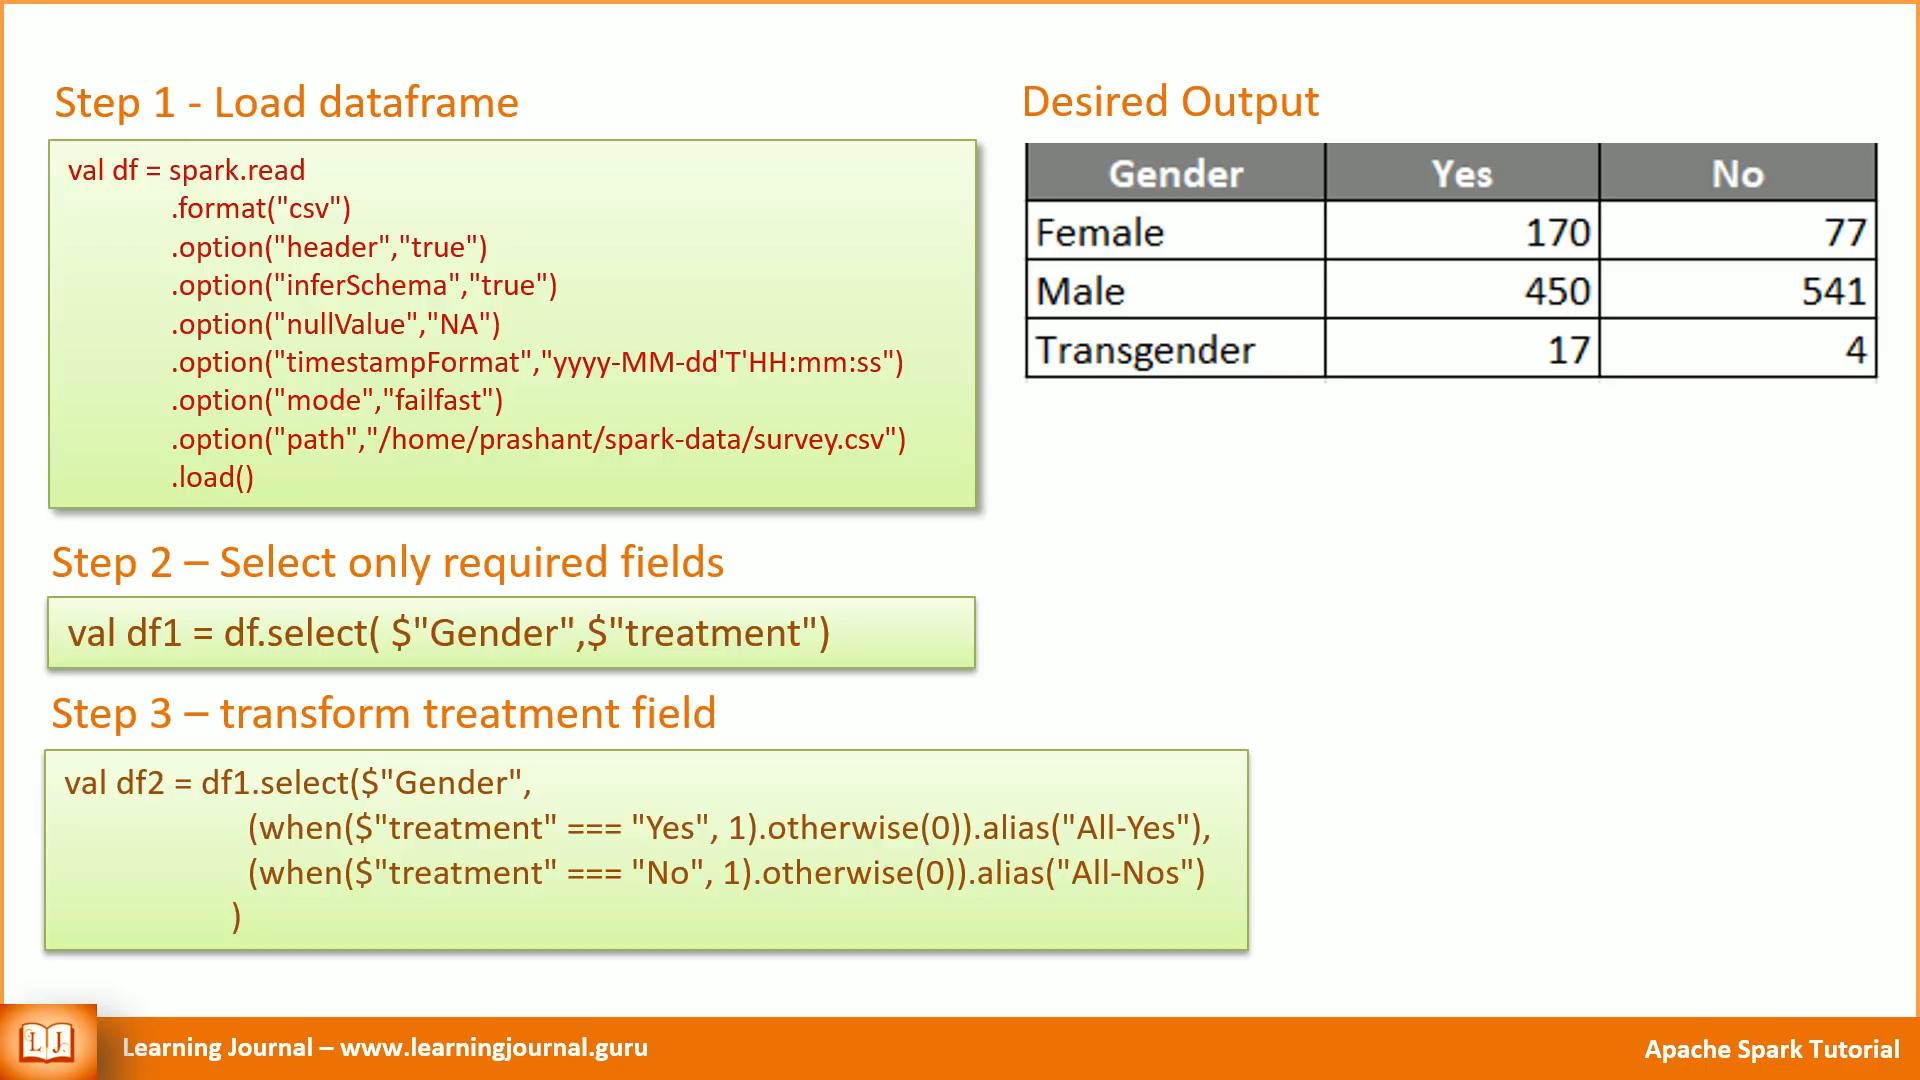 Step 1 - Load dataframe
val df = spark.read
.format("csv")
.option("header","true")
.option("inferSchema","true")
.option("nullValue","NA")
.option("timestampFormat","yyyy-MM-dd'T'HH:mm:ss")
.option("mode","failfast")
.option("path","/home/prashant/spark-data/survey.csv")
.load()
Step 2 – Select only required fields
val df1 = df.select( $"Gender",$"treatment")
Step 3 – transform treatment field
val df2 = df1.select($"Gender",
(when($"treatment" === "Yes", 1).otherwise(0)).alias("All-Yes"),
(when($"treatment" === "No", 1).otherwise(0)).alias("All-Nos")
)
Desired Output
Gender Yes No
Female 170 77
Male 450 541
Transgender 17 4
L J
Learning Journal – www.learningjournal.guru
Apache Spark Tutorial